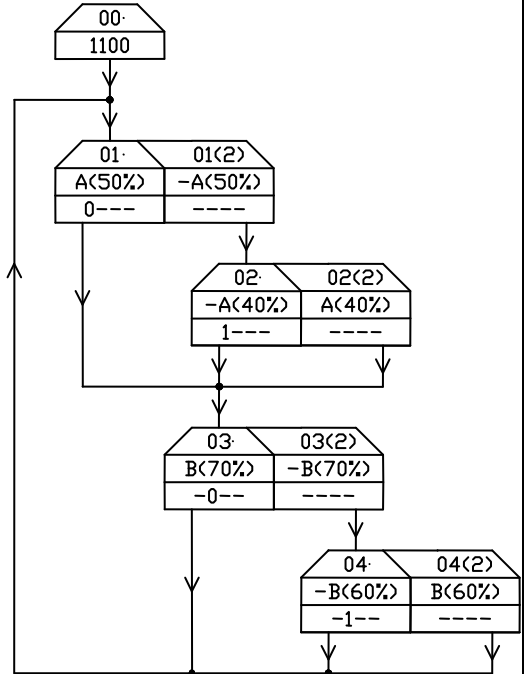 00·
1100
01· 01(2)
A(50%) -A(50%)
0--- ----
02· 02(2)
-A(40%) A(40%)
1--- ----
03· 03(2)
B(70%) -B(70%)
-0-- ----
04· 04(2)
-B(60%) B(60%)
-1-- ----